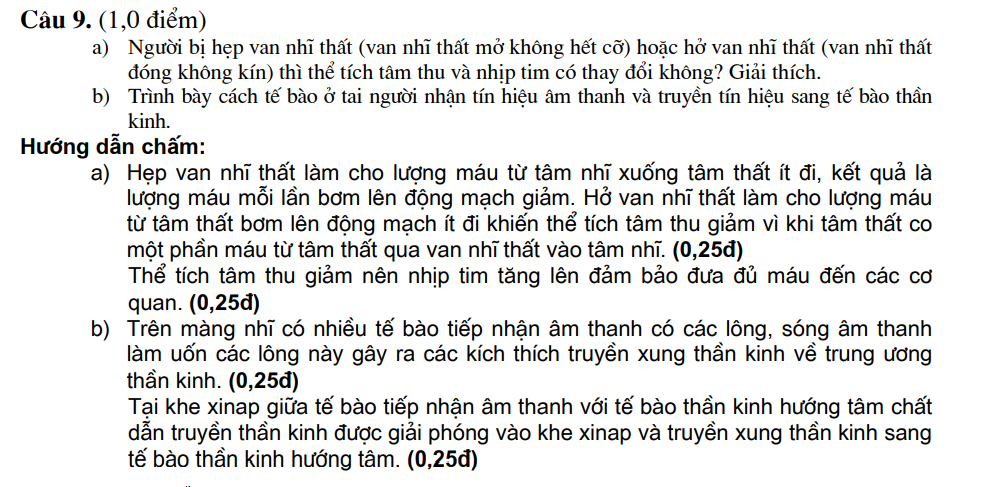 Câu 9. (1,0 điểm)
a) Người bị hẹp van nhĩ thất (van nhĩ thất mở không hết cỡ) hoặc hở van nhĩ thất (van nhĩ thất
đóng không kín) thì thể tích tâm thu và nhịp tim có thay đổi không? Giải thích.
b) Trình bày cách tế bào ở tai người nhận tín hiệu âm thanh và truyền tín hiệu sang tế bào thần
kinh.
Hướng dẫn chấm:
a) Hẹp van nhĩ thất làm cho lượng máu từ tâm nhĩ xuống tâm thất ít đi, kết quả là
lượng máu mỗi lần bơm lên động mạch giảm. Hở van nhĩ thất làm cho lượng máu
từ tâm thất bơm lên động mạch ít đi khiến thể tích tâm thu giảm vì khi tâm thất co
một phần máu từ tâm thất qua van nhĩ thất vào tâm nhĩ. (0,25đ)
Thể tích tâm thu giảm nên nhịp tim tăng lên đảm bảo đưa đủ máu đến các cơ
quan. (0,25đ)
b) Trên màng nhĩ có nhiều tế bào tiếp nhận âm thanh có các lông, sóng âm thanh
làm uốn các lông này gây ra các kích thích truyền xung thần kinh về trung ương
thần kinh. (0,25đ)
Tại khe xinap giữa tế bào tiếp nhận âm thanh với tế bào thần kinh hướng tâm chất
dẫn truyền thần kinh được giải phóng vào khe xinap và truyền xung thần kinh sang
tế bào thần kinh hướng tâm. (0,25đ)